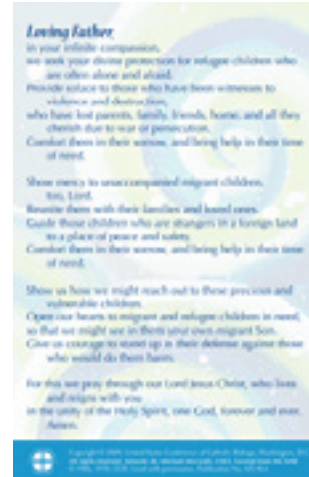 Loving Father,
in your infinite compassion,
we seek your divine protection for refugee children who
are often alone and afraid.
Provide solace to those who have been witnesses to
violence and destruction,
who have lost parents, family, friends, home, and all they
cherish due to war or persecution.
Comfort them in their sorrow, and bring help in their time
of need.
Show mercy to unaccompanied migrant children,
too, Lord.
Reunite them with their families and loved ones.
Guide those children who are strangers in a foreign land
to a place of peace and safety.
Comfort them in their sorrow, and bring help in their time
of need.
Show us how we might reach out to these precious and
vulnerable children.
Open our hearts to migrant and refugee children in need,
so that we might see in them your own migrant Son.
Give us courage to stand up in their defense against those
who would do them harm.
For this we pray through our Lord Jesus Christ, who lives
and reigns with you
in the unity of the Holy Spirit, one God, forever and ever.
Amen.
Copyright © United States Conference of Catholic Bishops, Washington, D.C.